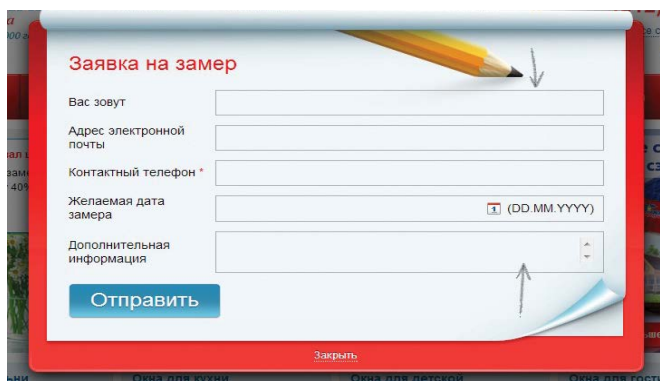 Заявка на замер
Вас зовут
Адрес электронной
почты
Контактный телефон *
Желаемая дата
замера
(DD.MM.YYYY)
Дополнительная
информация
Отправить
Закрыть
Окна для кухни
Окна для детской